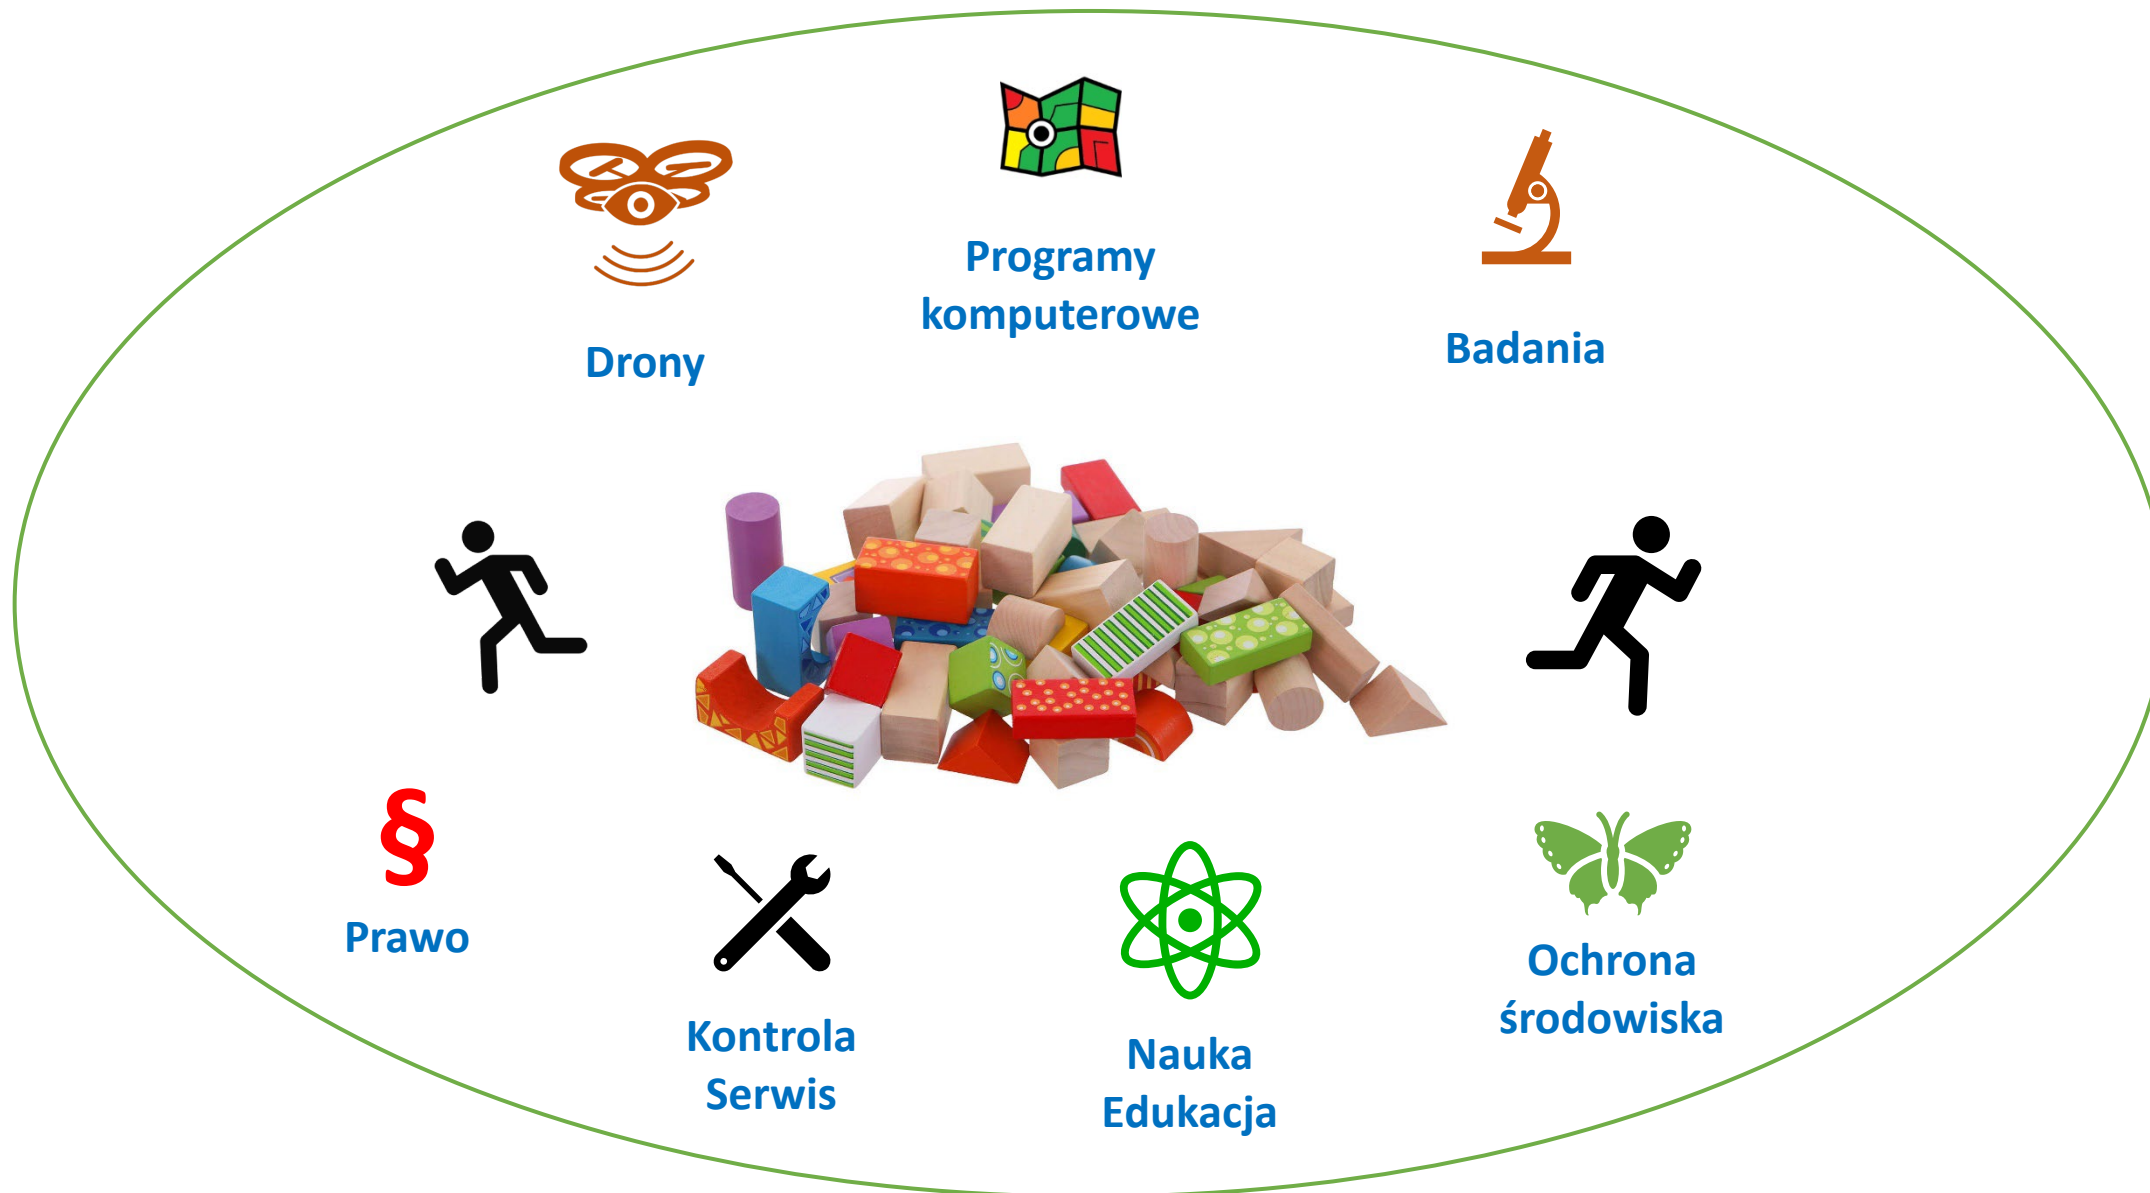 Programy
komputerowe
Drony
Badania
§
Prawo
Kontrola
Serwis
Nauka
Edukacja
Ochrona
środowiska